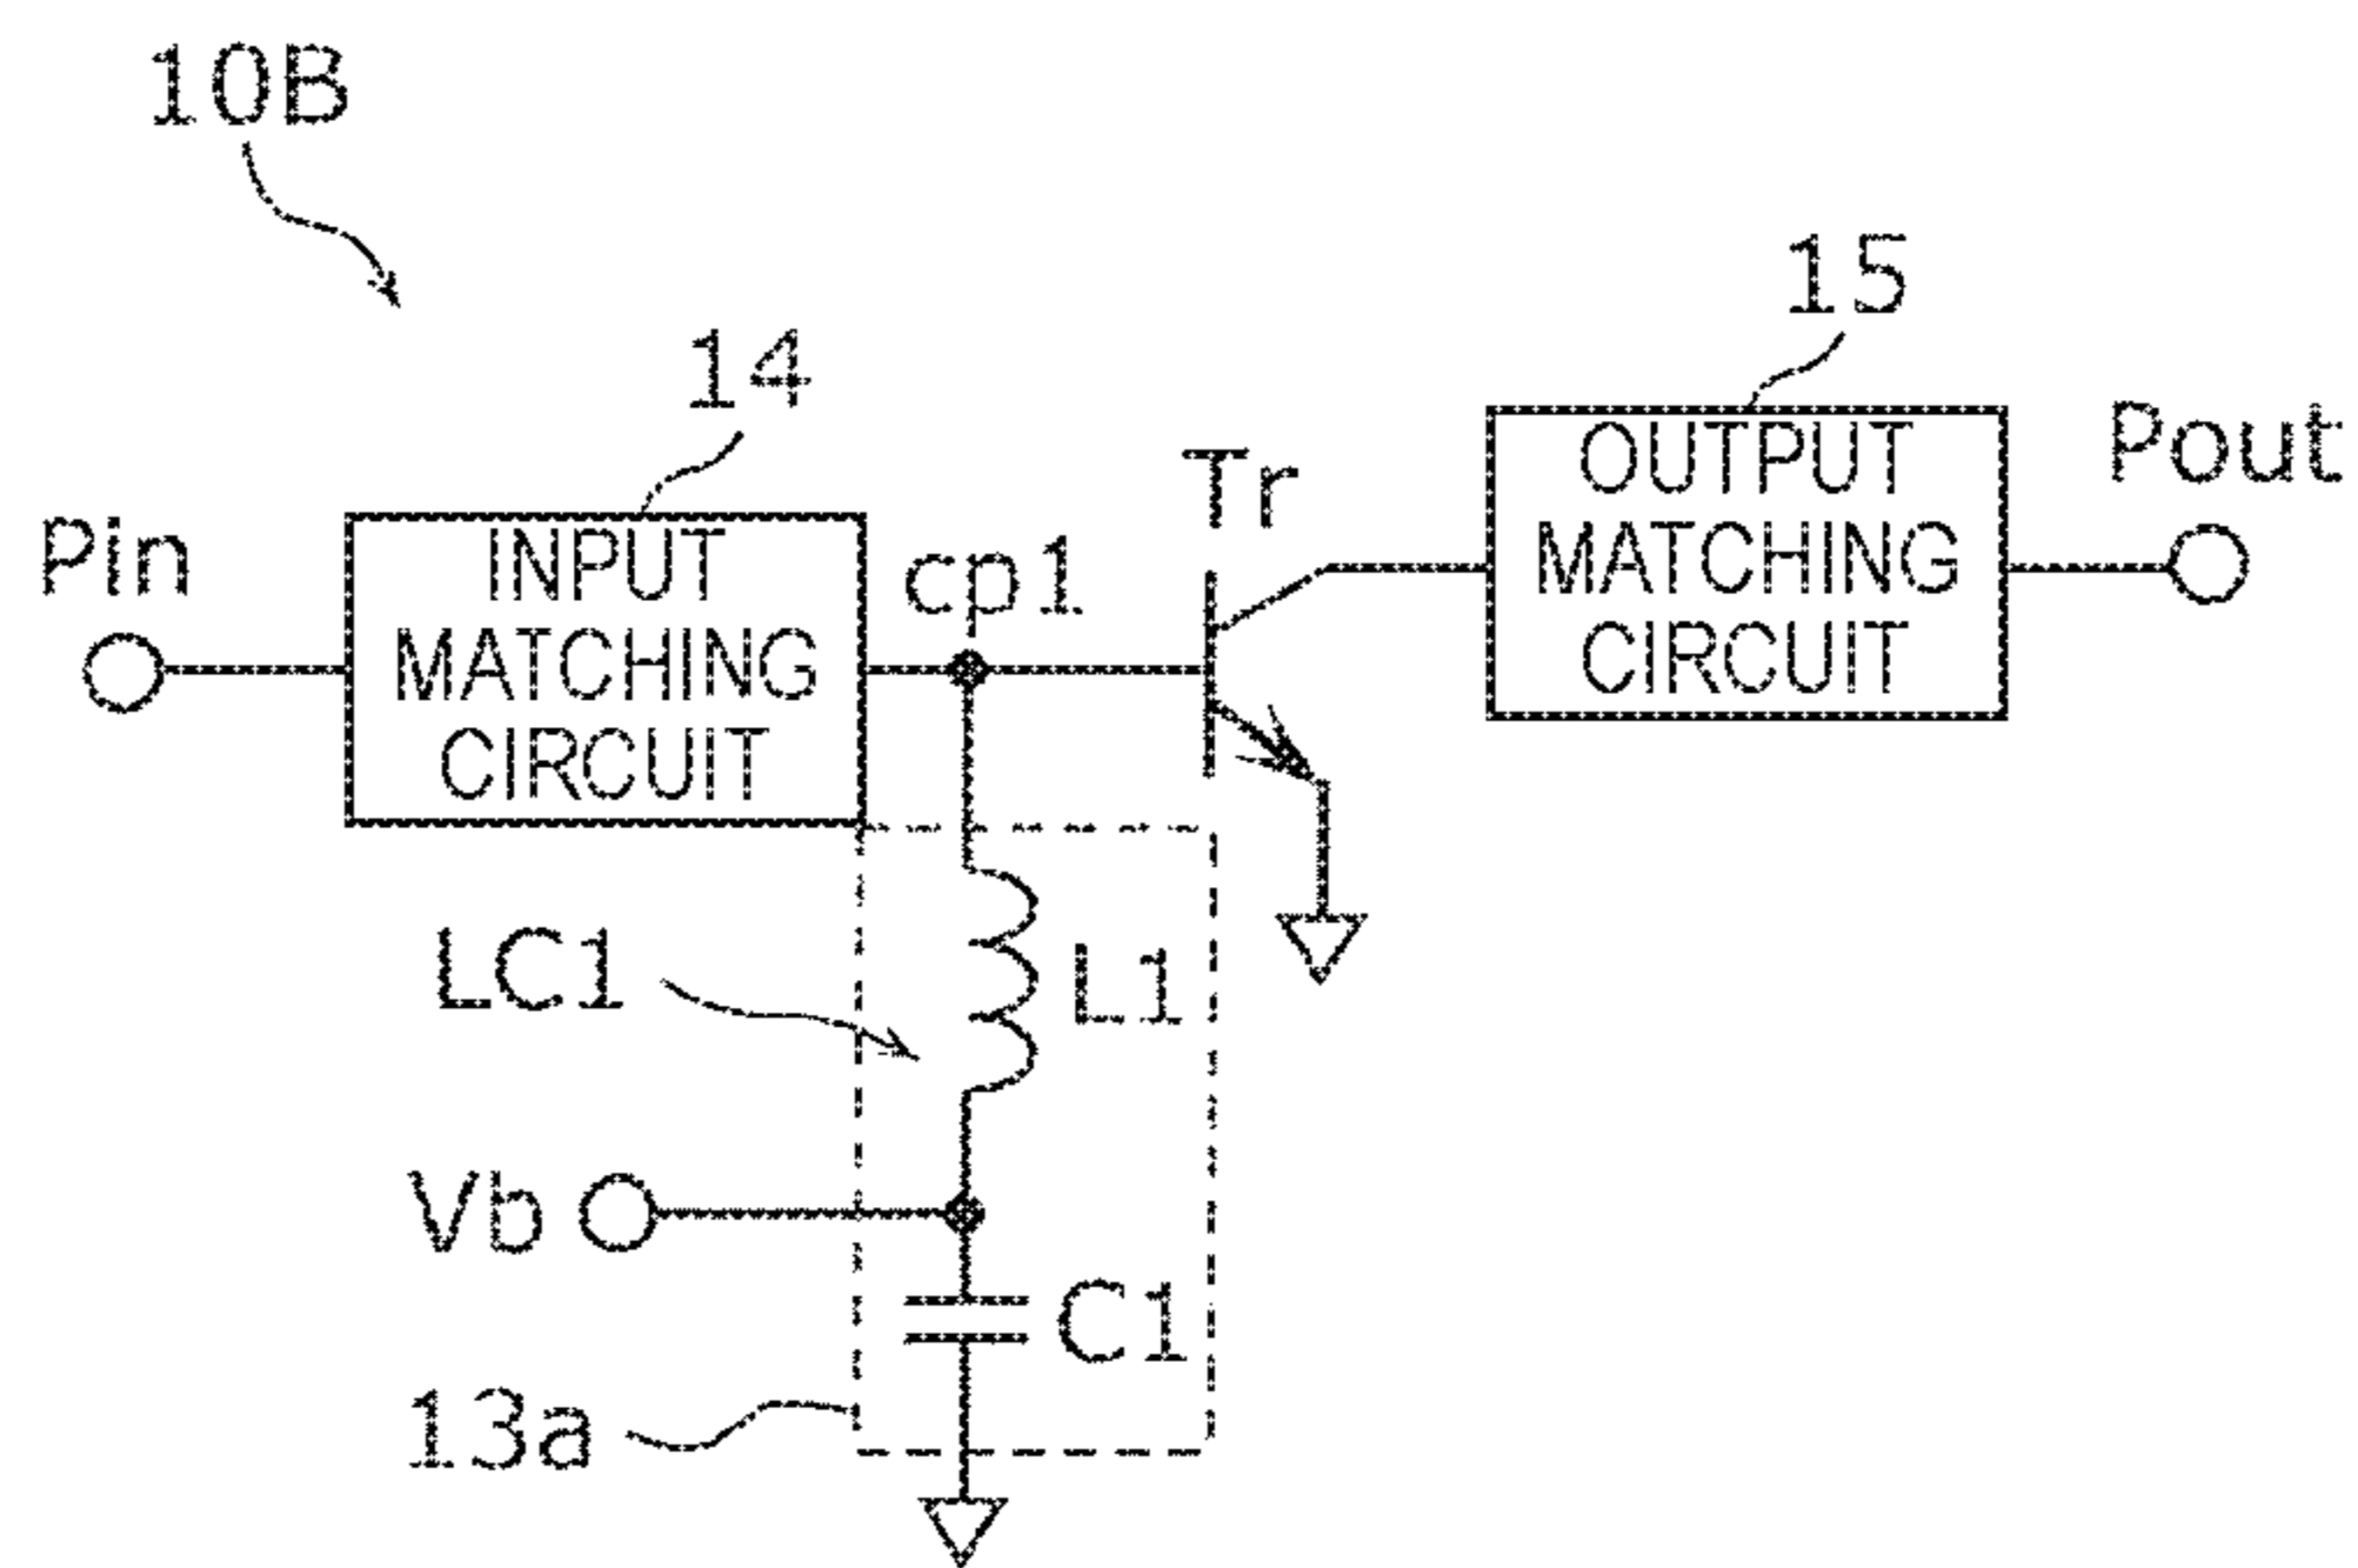 10B
14
15
Pin
INPUT
MATCHING
CIRCUIT
cp1
Tr
OUTPUT
MATCHING
CIRCUIT
Pout
LC1
L1
Vb
C1
13a